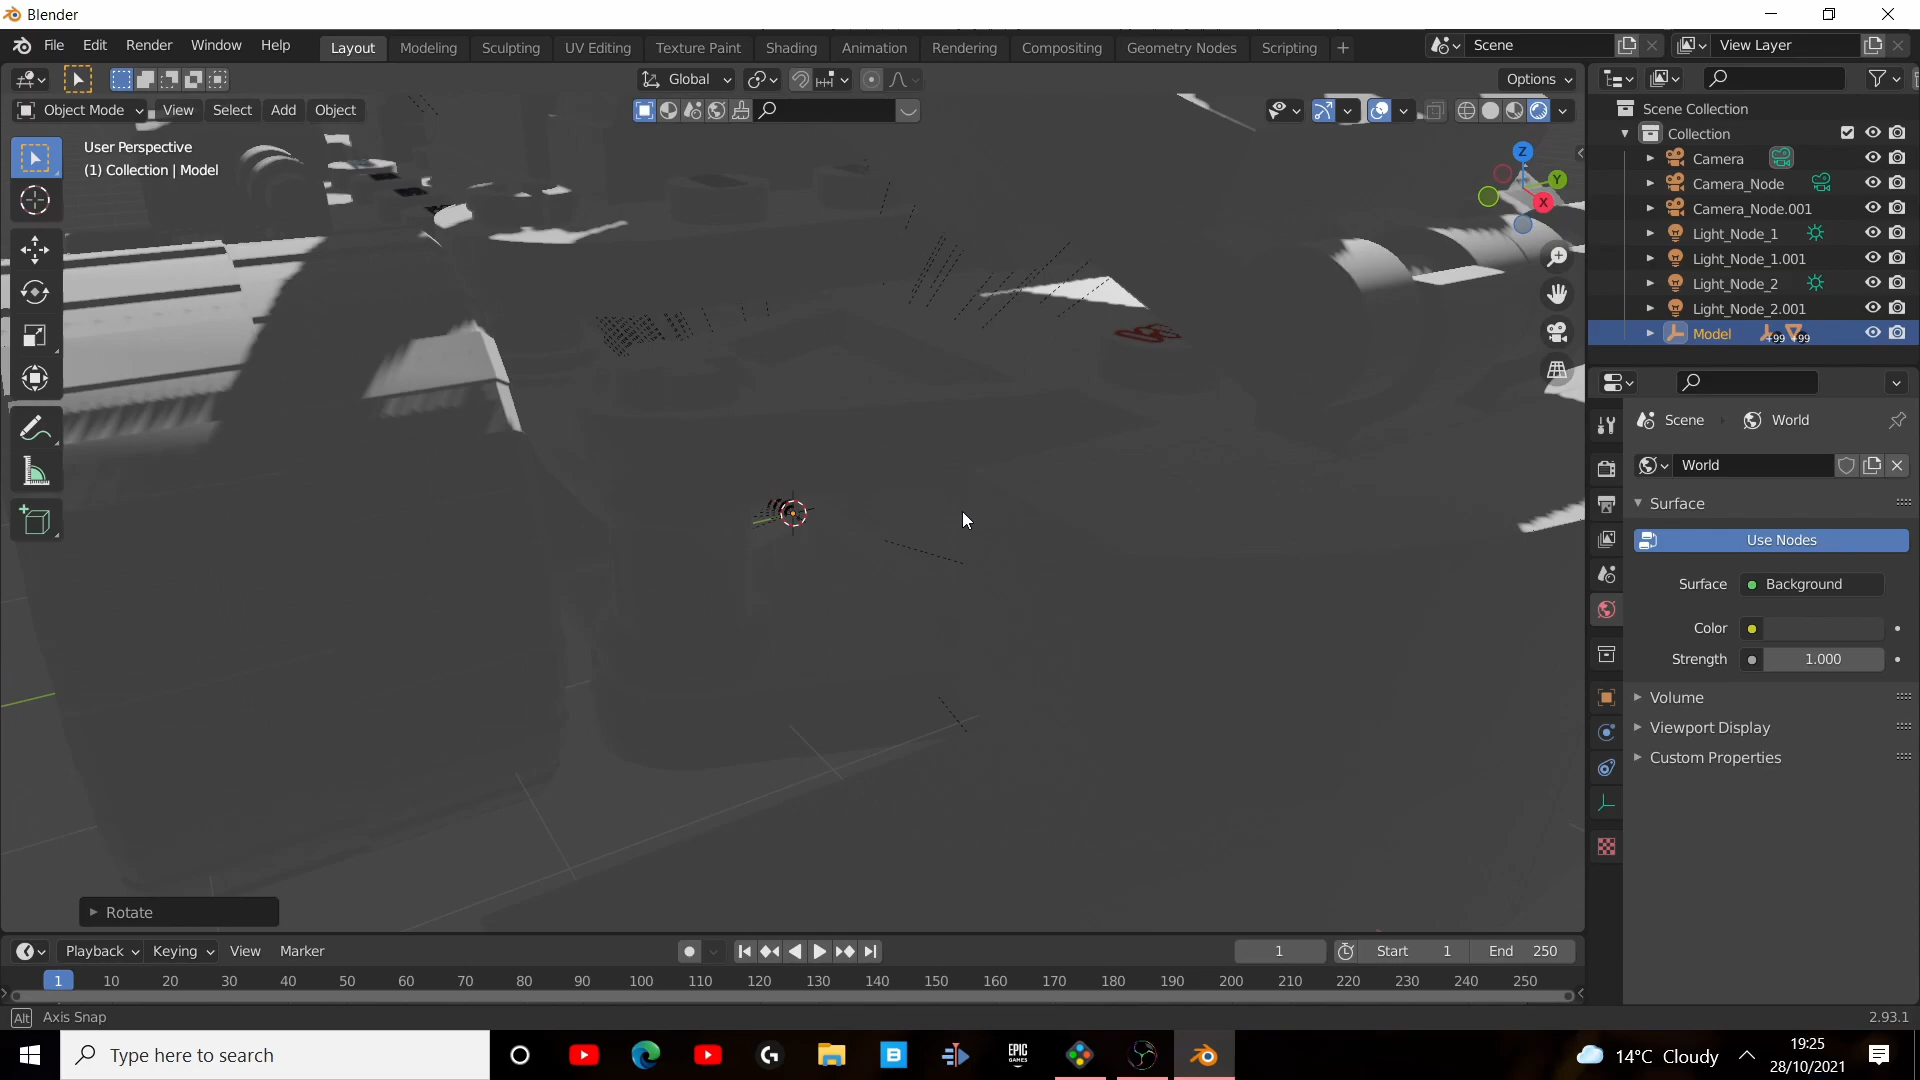 Blender
File Edit Render Window Help
Layout Modeling Sculpting UV Editing Texture Paint Shading Animation Rendering Compositing Geometry Nodes Scripting +
Scene
View Layer
Global
Options
Object Mode View Select Add Object
User Perspective
(1) Collection | Model
Z
Y
X
Scene Collection
Collection
Camera
Camera_Node
Camera_Node.001
Light_Node_1
Light_Node_1.001
Light_Node_2
Light_Node_2.001
Model +99 +99
Scene World
World
Surface
Use Nodes
Surface Background
Color
Strength 1.000
Volume
Viewport Display
Custom Properties
Rotate
Playback Keying View Marker
1 Start 1 End 250
1 10 20 30 40 50 60 70 80 90 100 110 120 130 140 150 160 170 180 190 200 210 220 230 240 250
Alt Axis Snap
2.93.1
Type here to search
EPIC
GAMES
14°C Cloudy
19:25
28/10/2021